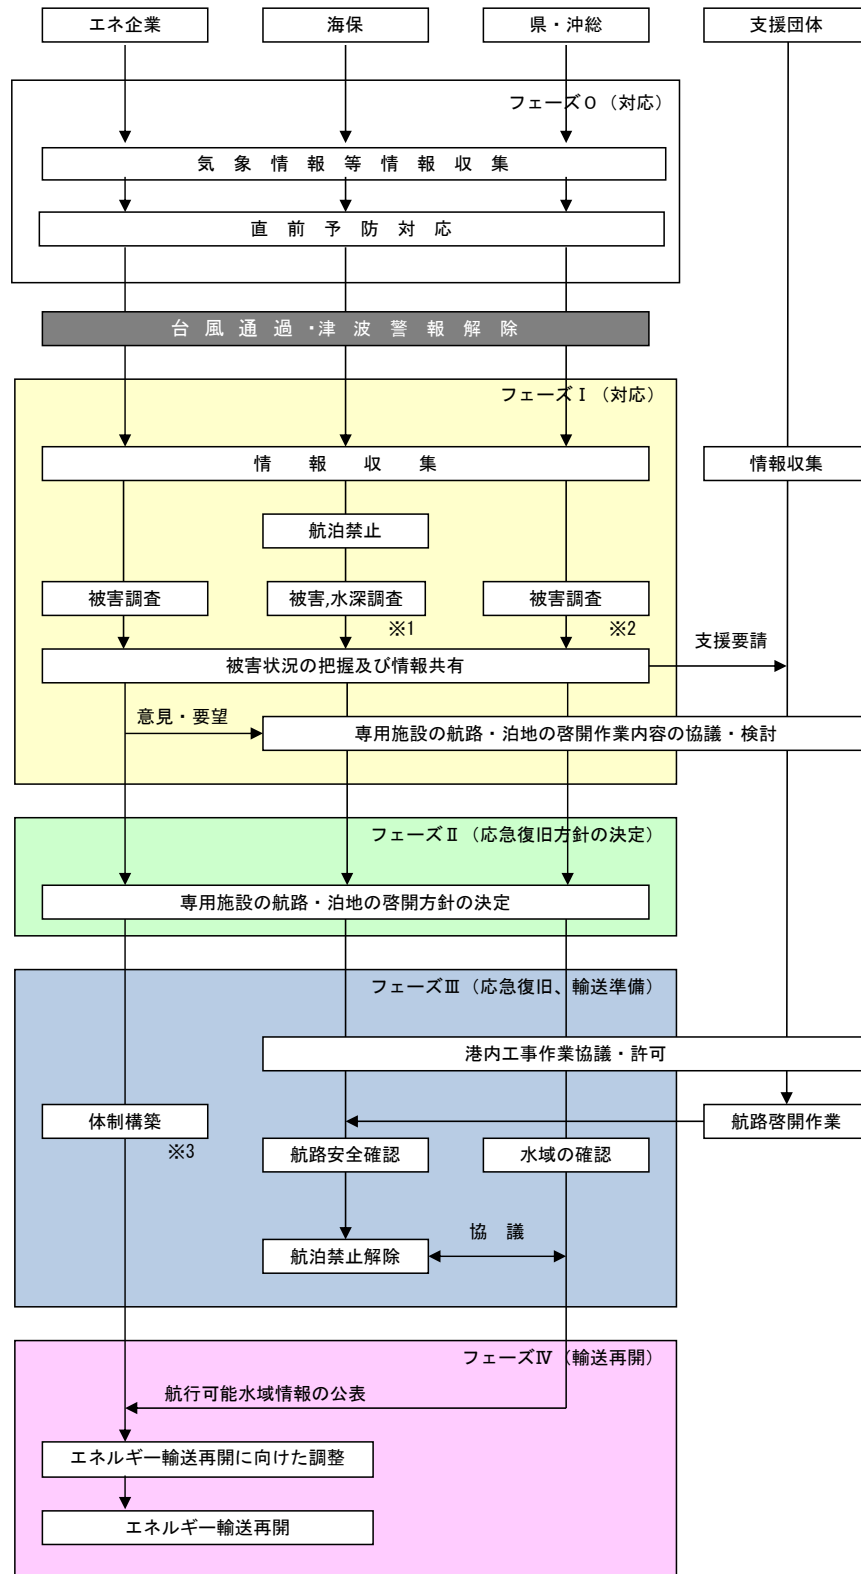 エネ企業
海保
県・沖総
支援団体
フェーズ０（対応）
気象情報等情報収集
直前予防対応
台風通過・津波警報解除
フェーズⅠ（対応）
情報収集
情報収集
航泊禁止
被害調査
被害,水深調査
被害調査
※1
※2
支援要請
被害状況の把握及び情報共有
意見・要望
専用施設の航路・泊地の啓開作業内容の協議・検討
フェーズⅡ（応急復旧方針の決定）
専用施設の航路・泊地の啓開方針の決定
フェーズⅢ（応急復旧、輸送準備）
港内工事作業協議・許可
体制構築
航路啓開作業
※3
航路安全確認
水域の確認
協　議
航泊禁止解除
フェーズⅣ（輸送再開）
航行可能水域情報の公表
エネルギー輸送再開に向けた調整
エネルギー輸送再開